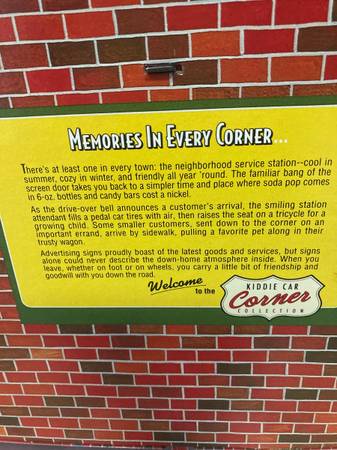 MEMORIES IN EVERY CORNER...
There's at least one in every town: the neighborhood service station--cool in
summer, cozy in winter, and friendly all year 'round. The familiar bang of the
screen door takes you back to a simpler time and place where soda pop comes
in 6-oz. bottles and candy bars cost a nickel.
As the drive-over bell announces a customer's arrival, the smiling station
attendant fills a pedal car tires with air, then raises the seat on a tricycle for a
growing child. Some smaller customers, sent down to the corner on an
important errand, arrive by sidewalk, pulling a favorite pet along in their
trusty wagon.
Advertising signs proudly boast of the latest goods and services, but signs
alone could never describe the down-home atmosphere inside. When you
leave, whether on foot or on wheels, you carry a little bit of friendship and
goodwill with you down the road.
Welcome
to the
KIDDIE CAR
Corner
COLLECTION